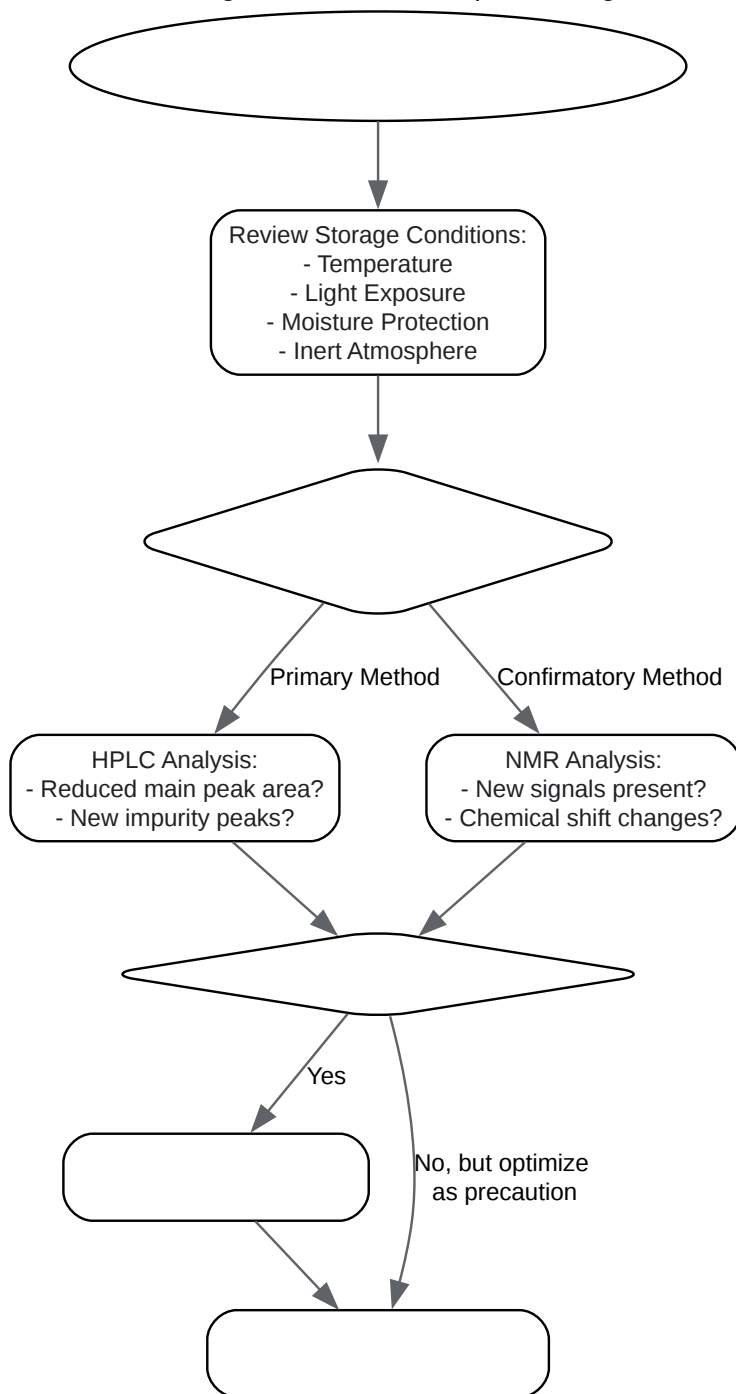 Review Storage Conditions:
- Temperature
- Light Exposure
- Moisture Protection
- Inert Atmosphere
Primary Method
Confirmatory Method
HPLC Analysis:
- Reduced main peak area?
- New impurity peaks?
NMR Analysis:
- New signals present?
- Chemical shift changes?
Yes
No, but optimize
as precaution